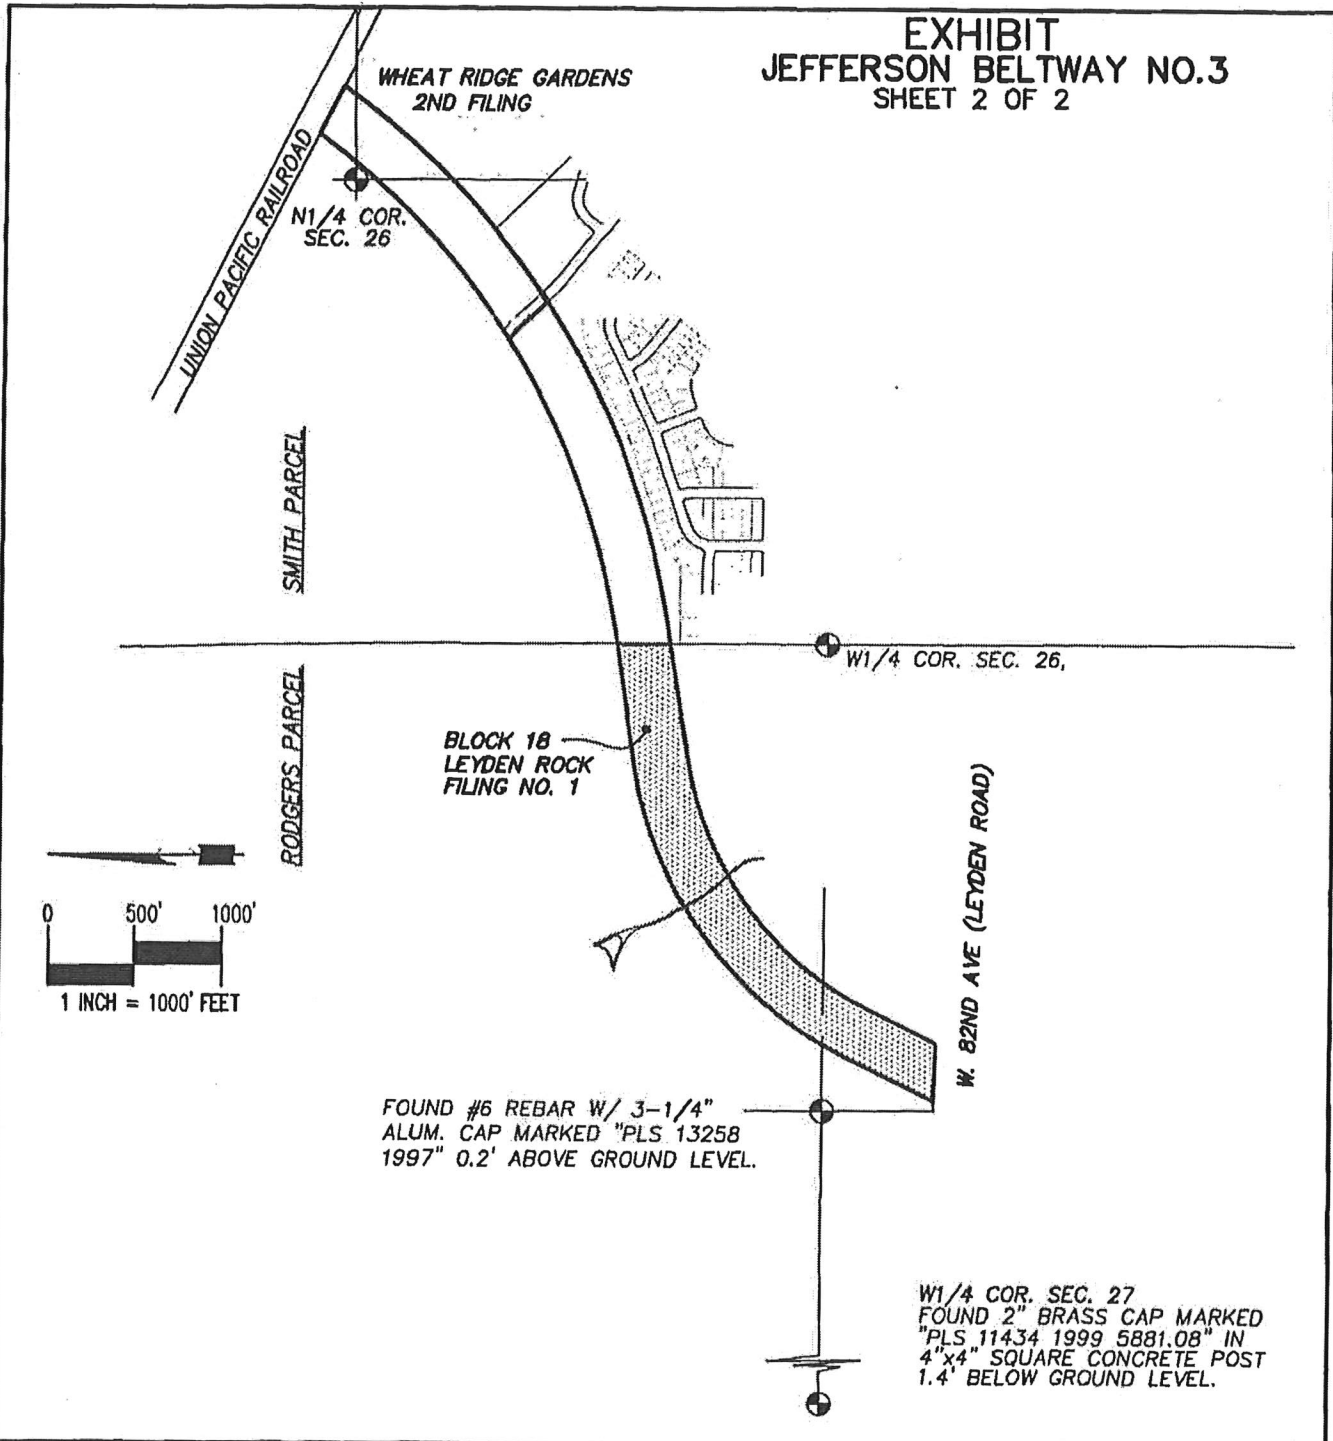 EXHIBIT
JEFFERSON BELTWAY NO.3
SHEET 2 OF 2
WHEAT RIDGE GARDENS
2ND FILING
UNION PACIFIC RAILROAD
N1/4 COR.
SEC. 26
SMITH PARCEL
W1/4 COR. SEC. 26,
RODGERS PARCEL
BLOCK 18
LEYDEN ROCK
FILING NO. 1
W. 82ND AVE (LEYDEN ROAD)
0 500' 1000'
1 INCH = 1000' FEET
FOUND #6 REBAR W/ 3-1/4"
ALUM. CAP MARKED "PLS 13258
1997" 0.2' ABOVE GROUND LEVEL.
W1/4 COR. SEC. 27
FOUND 2" BRASS CAP MARKED
"PLS 11434 1999 5881.08" IN
4"x4" SQUARE CONCRETE POST
1.4' BELOW GROUND LEVEL.